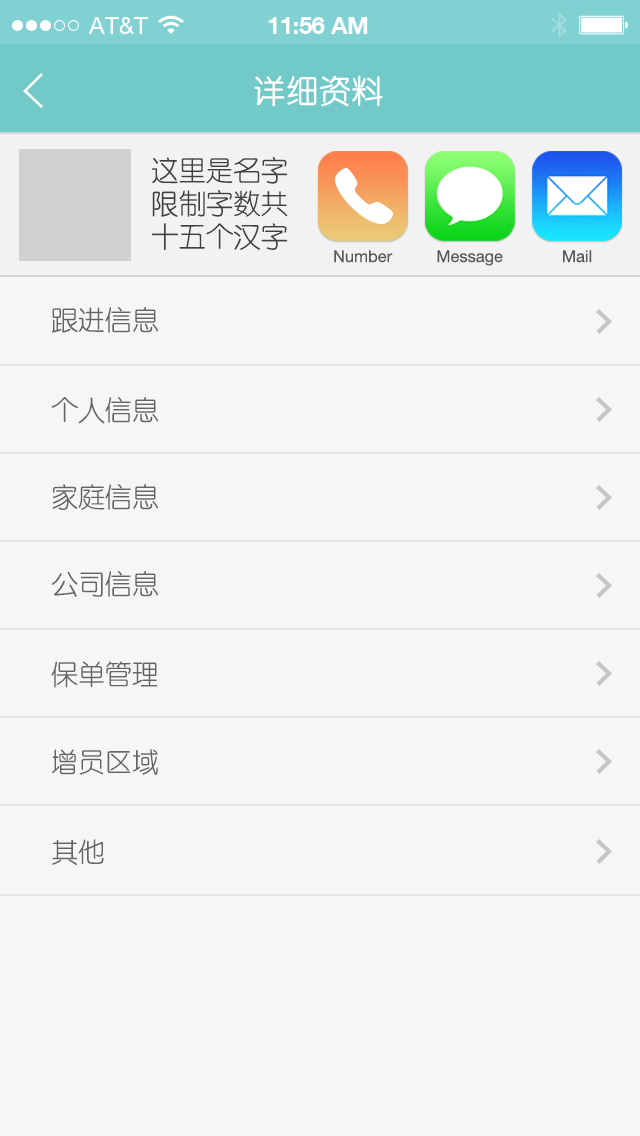 AT&T 11:56 AM
详细资料
这里是名字
限制字数共
十五个汉字
Number Message Mail
跟进信息
个人信息
家庭信息
公司信息
保单管理
增员区域
其他